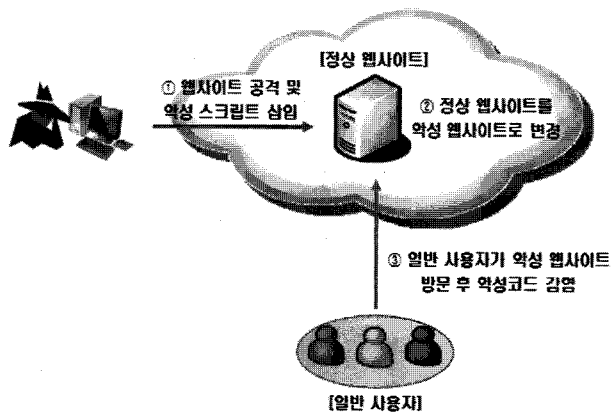 [정상 웹사이트]
① 웹사이트 공격 및
악성 스크립트 삽입
② 정상 웹사이트를
악성 웹사이트로 변경
③ 일반 사용자가 악성 웹사이트
방문 후 악성코드 감염
[일반 사용자]